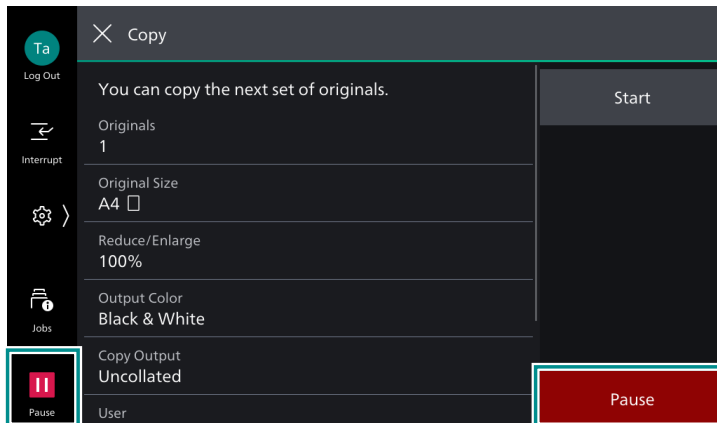 Ta
Log Out
Interrupt
Jobs
Pause
Copy
You can copy the next set of originals.
Originals
1
Original Size
A4
Reduce/Enlarge
100%
Output Color
Black & White
Copy Output
Uncollated
User
Start
Pause